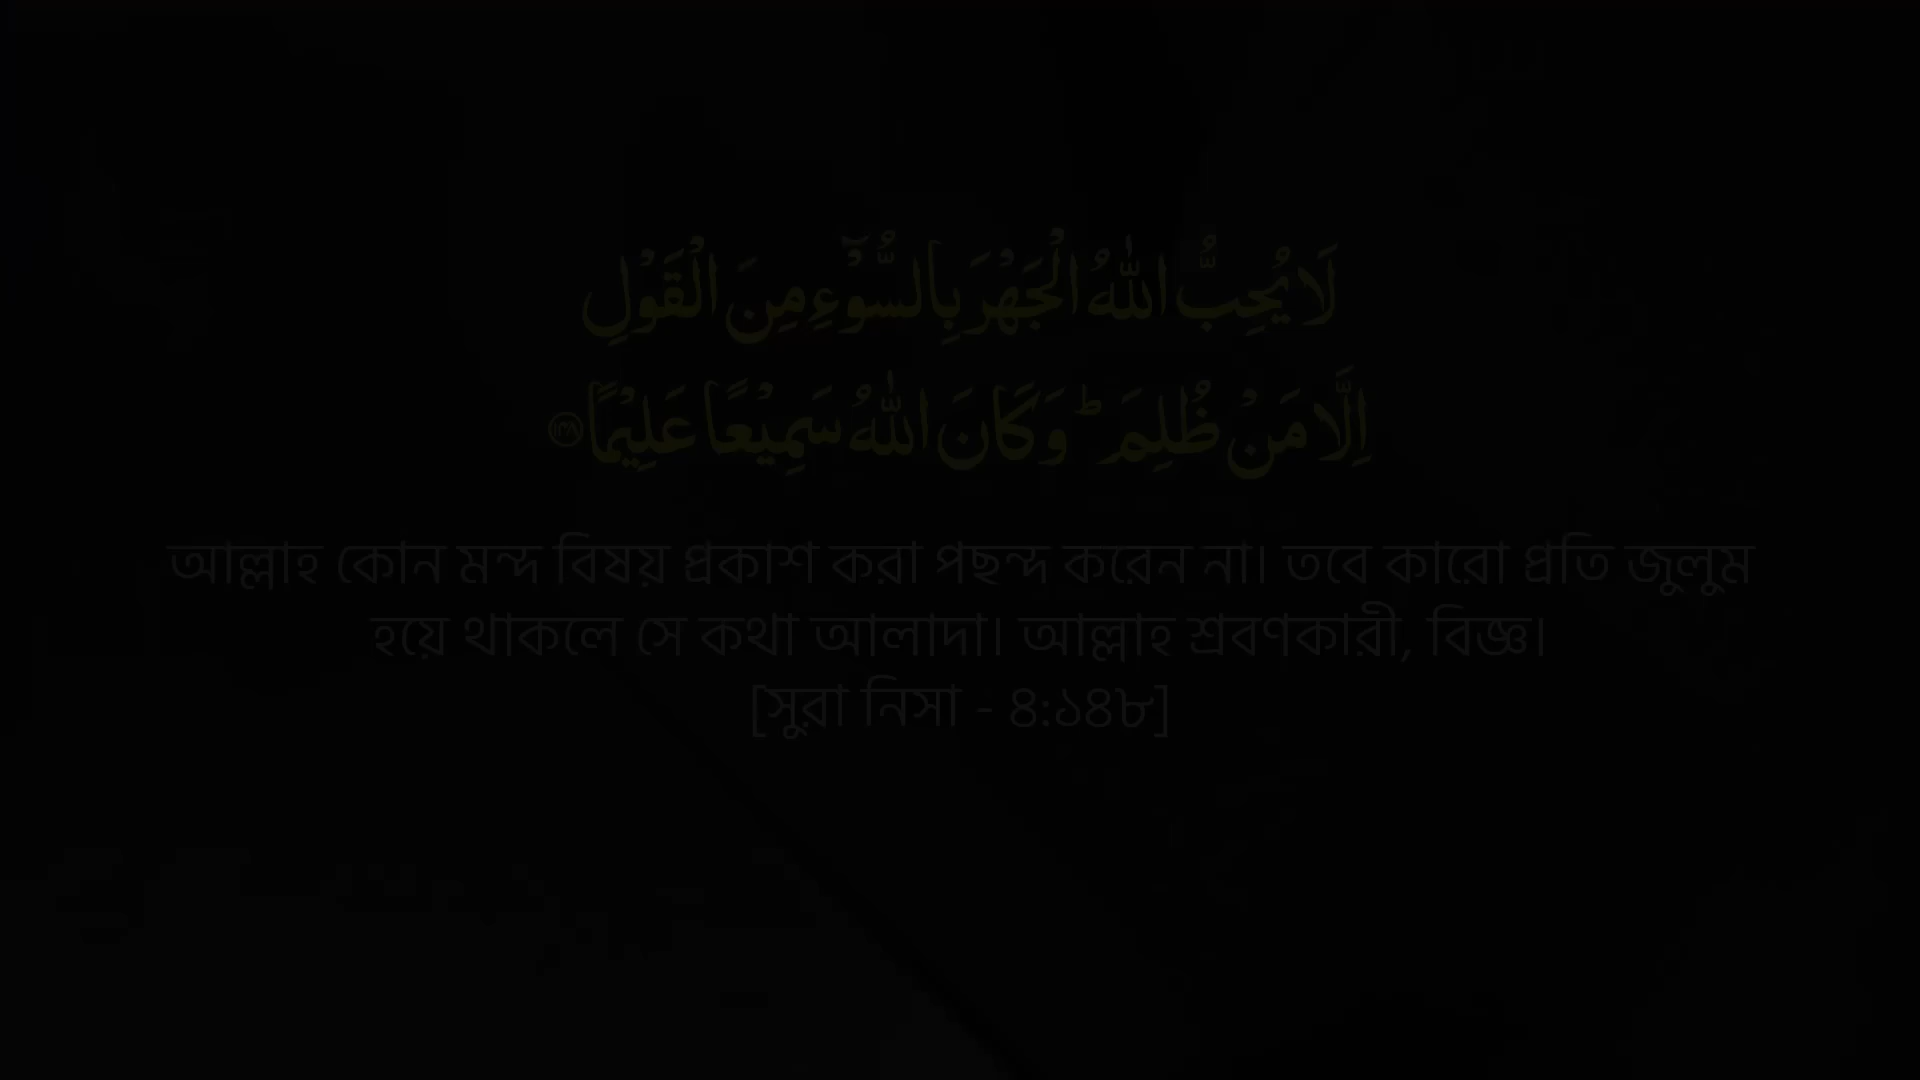 لَا يُحِبُّ اللّٰهُ الْجَهْرَ بِالسُّوْٓءِ مِنَ الْقَوْلِ
اِلَّا مَنْ ظُلِمَ ؕ وَكَانَ اللّٰهُ سَمِيْعًا عَلِيْمًا ﴿۱۴۸﴾
আল্লাহ কোন মন্দ বিষয় প্রকাশ করা পছন্দ করেন না। তবে কারো প্রতি জুলুম
হয়ে থাকলে সে কথা আলাদা। আল্লাহ শ্রবণকারী, বিজ্ঞ।
[সুরা নিসা - ৪:১৪৮]